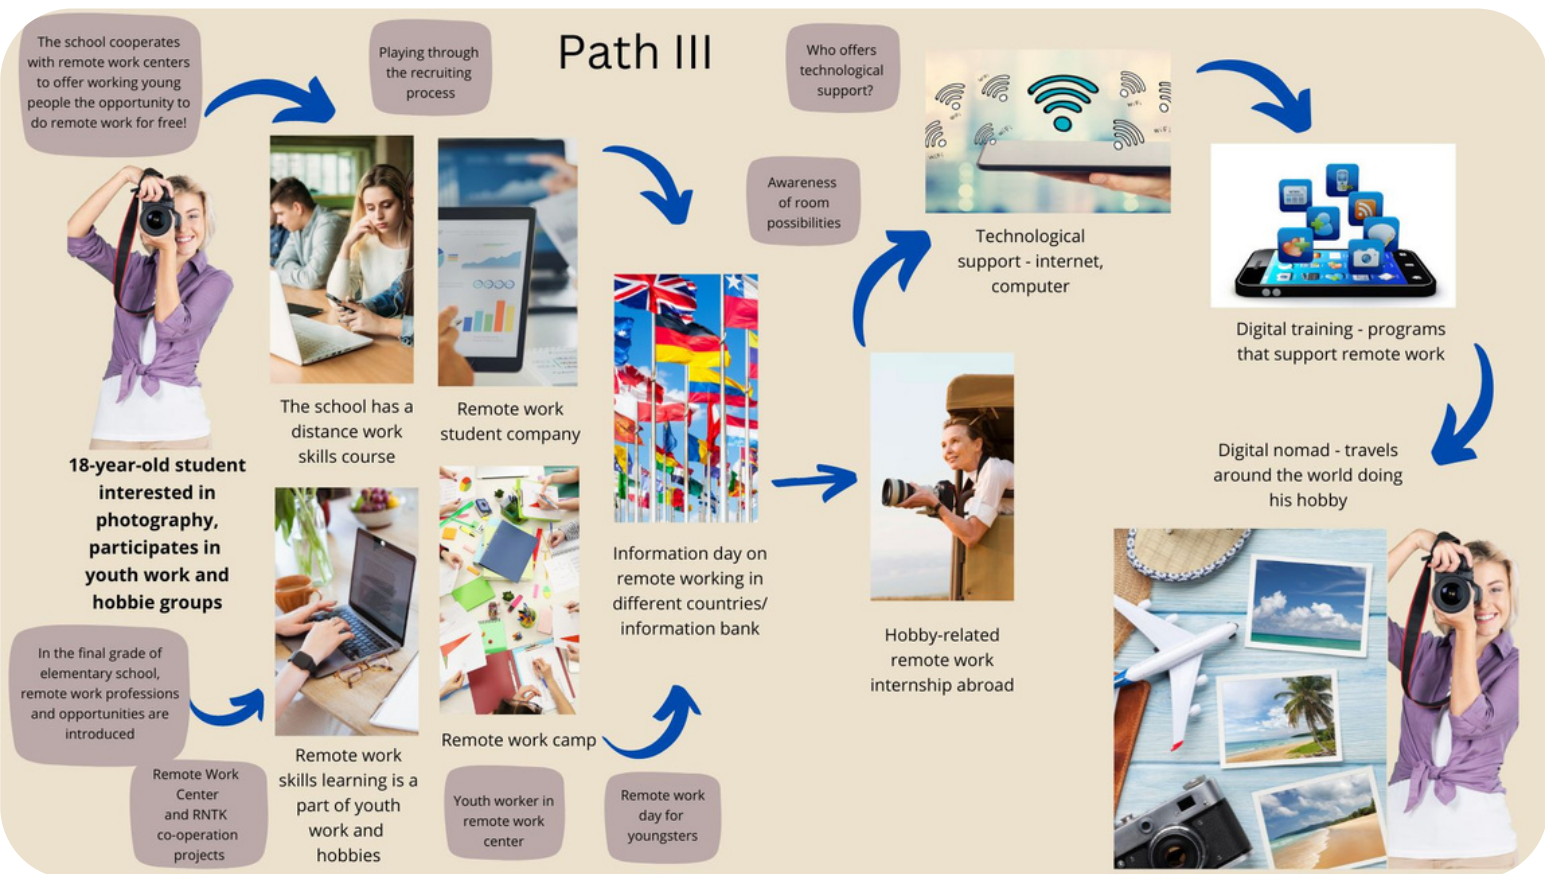 Path III
The school cooperates
with remote work centers
to offer working young
people the opportunity to
do remote work for free!
Playing through
the recruiting
process
Who offers
technological
support?
Awareness
of room
possibilities
18-year-old student
interested in
photography,
participates in
youth work and
hobbie groups
In the final grade of
elementary school,
remote work professions
and opportunities are
introduced
Remote Work
Center
and RNTK
co-operation
projects
The school has a
distance work
skills course
Remote work
student company
Remote work
skills learning is a
part of youth
work and
hobbies
Remote work camp
Youth worker in
remote work
center
Remote work
day for
youngsters
Information day on
remote working in
different countries/
information bank
Hobby-related
remote work
internship abroad
Technological
support - internet,
computer
Digital training - programs
that support remote work
Digital nomad - travels
around the world doing
his hobby